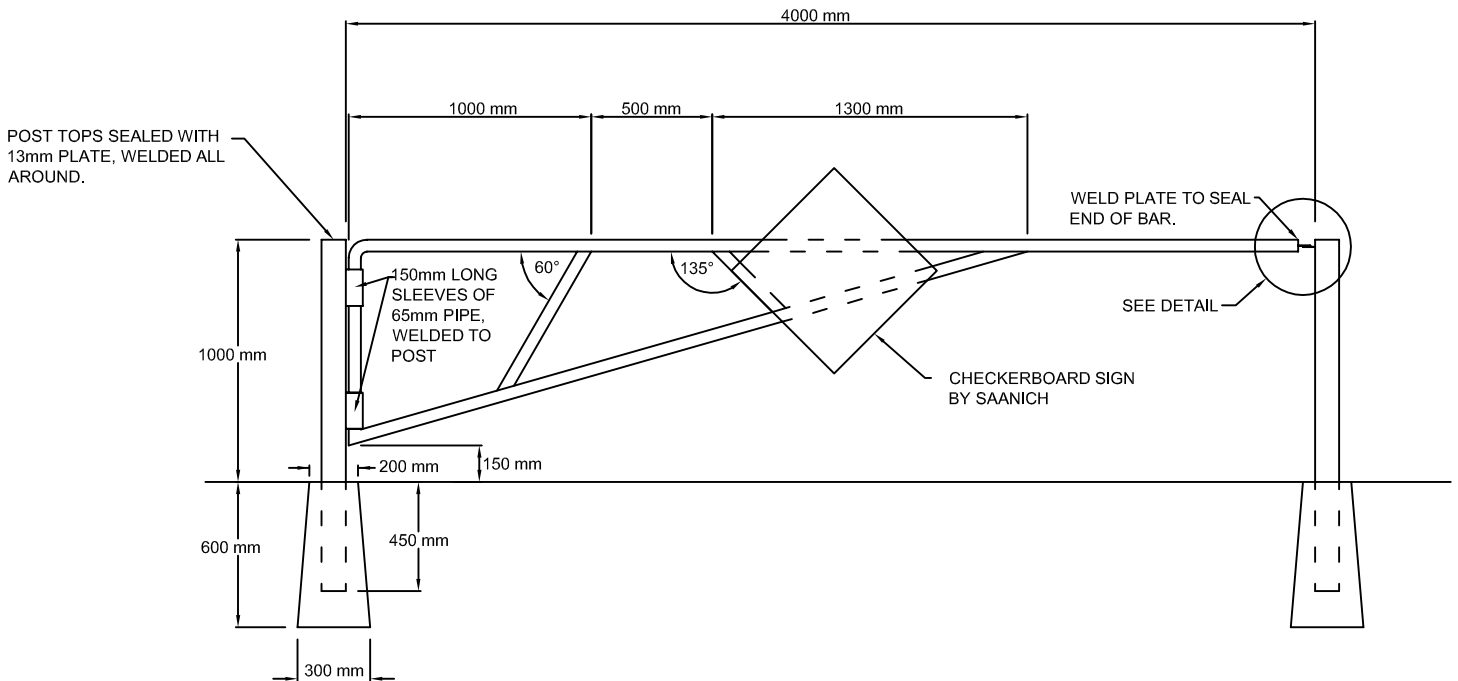 4000 mm
1000 mm
500 mm
1300 mm
POST TOPS SEALED WITH
13mm PLATE, WELDED ALL
AROUND.
WELD PLATE TO SEAL
END OF BAR.
60°
135°
150mm LONG
SLEEVES OF
65mm PIPE,
WELDED TO
POST
SEE DETAIL
1000 mm
CHECKERBOARD SIGN
BY SAANICH
200 mm
150 mm
600 mm
450 mm
300 mm